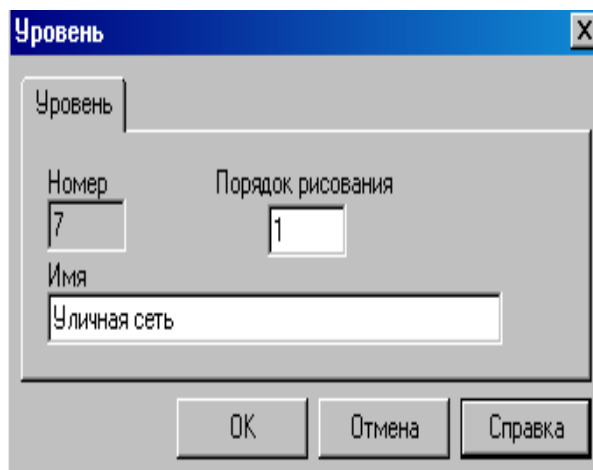 Уровень
Уровень
Номер Порядок рисования
7 1
Имя
Уличная сеть
OK Отмена Справка